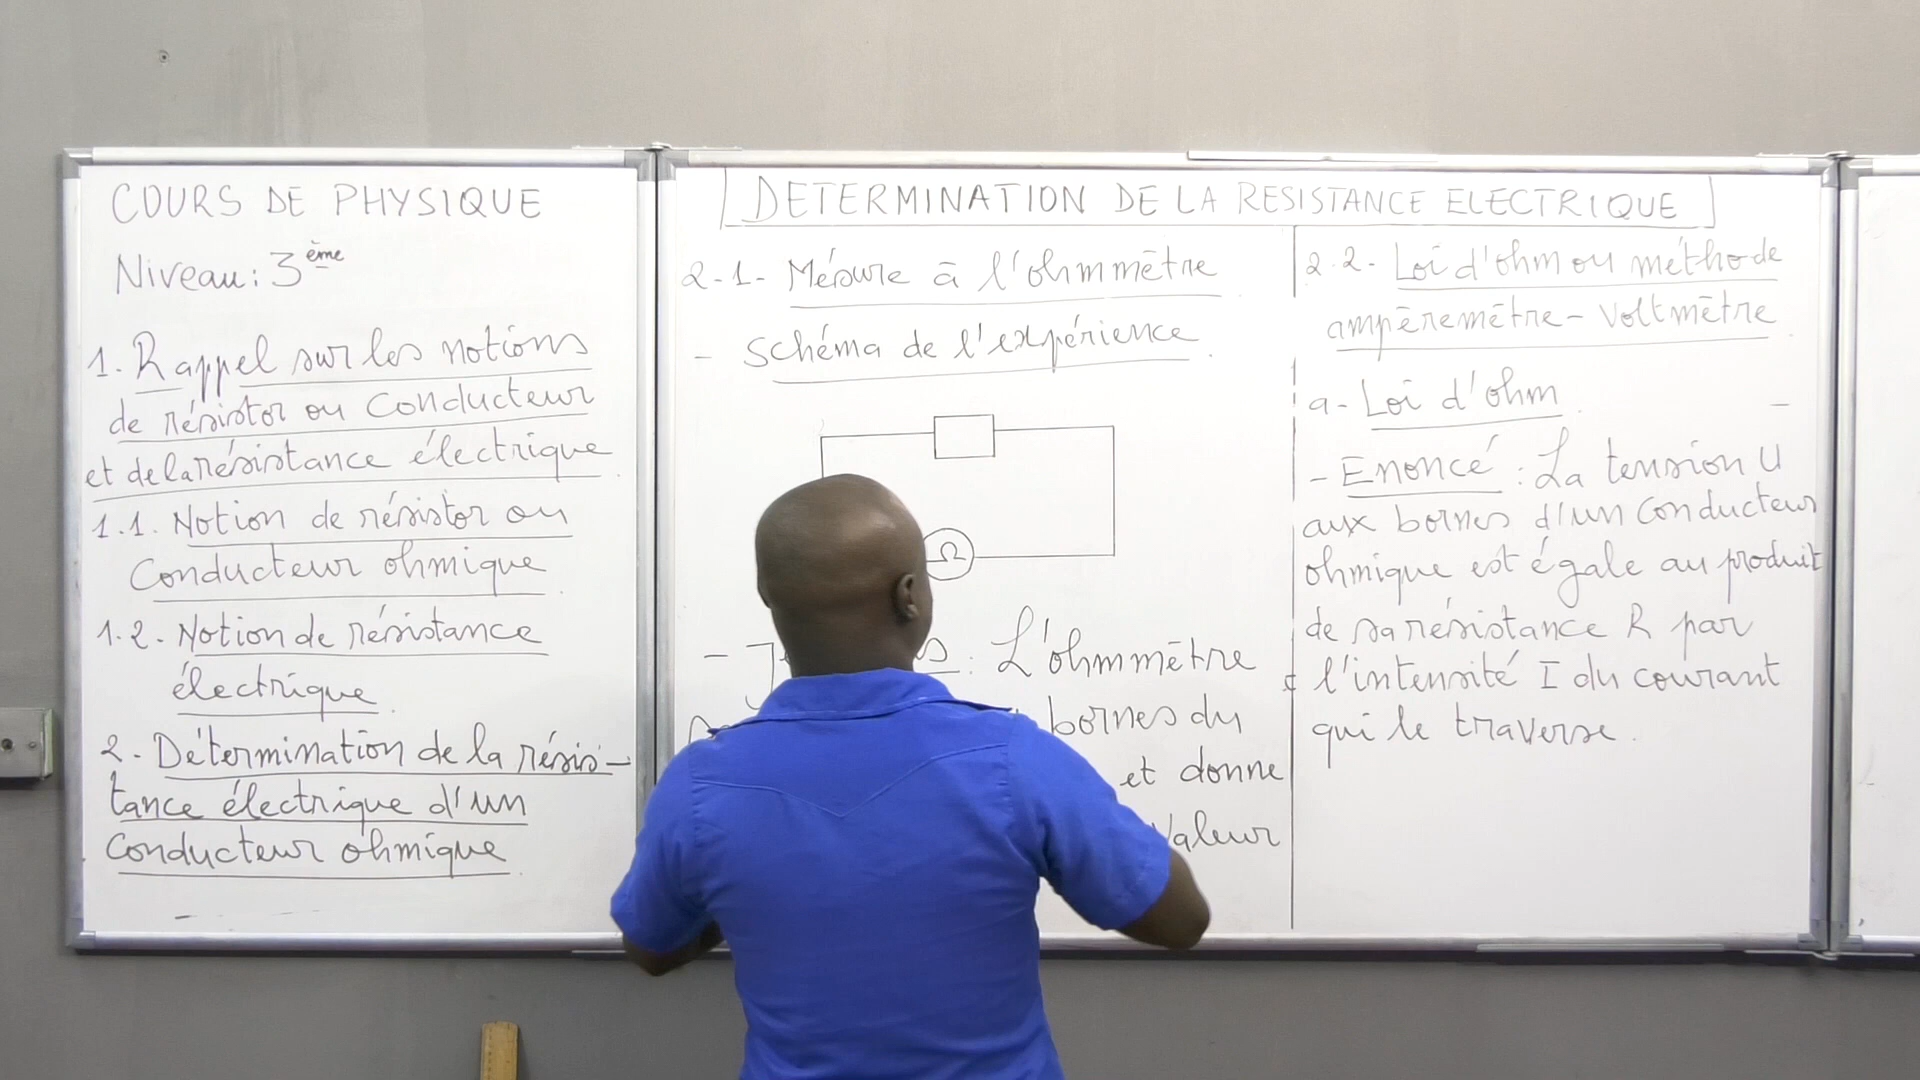 COURS DE PHYSIQUE
Niveau: 3ème
1. Rappel sur les notions
de résistor ou Conducteur
et de la résistance électrique
1.1. Notion de résistor ou
Conducteur ohmique
1.2. Notion de résistance
électrique.
2. Détermination de la résis-
tance électrique d'un
Conducteur ohmique.
DETERMINATION DE LA RESISTANCE ELECTRIQUE
2-1- Mésure à l'ohmmètre
- Schéma de l'expérience.
Ω
: L'ohmmètre
bornes du
et donne
Valeur
2.2- Loi d'ohm ou méthode
ampèremètre-Voltmètre.
a- Loi d'ohm.
- Enoncé : La tension U
aux bornes d'un Conducteur
ohmique est égale au produit
de sa résistance R par
l'intensité I du courant
qui le traverse.